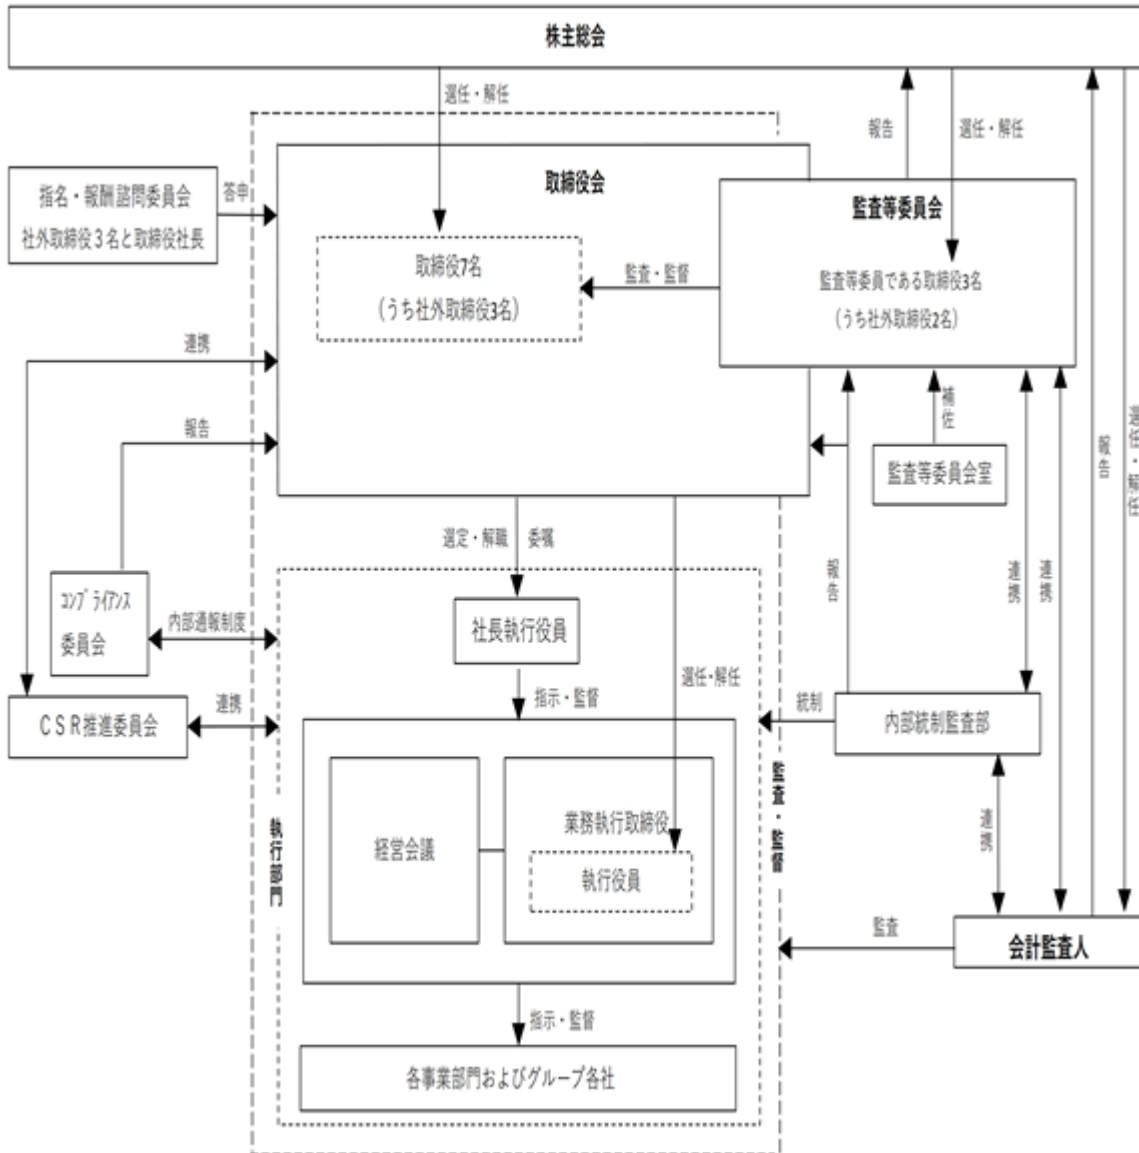 株主総会
選任・解任
報告
選任・解任
指名・報酬諮問委員会
社外取締役３名と取締役社長
答申
取締役会
監査等委員会
取締役7名
（うち社外取締役3名）
監査・監督
監査等委員である取締役3名
（うち社外取締役2名）
連携
報告
補佐
監査等委員会室
報告
選任・解任
選定・解職
委嘱
報告
連携
連携
コンプライアンス
委員会
内部通報制度
社長執行役員
選任・解任
指示・監督
ＣＳＲ推進委員会
連携
統制
内部統制監査部
執行部門
経営会議
業務執行取締役
執行役員
監査・監督
連携
監査
会計監査人
指示・監督
各事業部門およびグループ各社